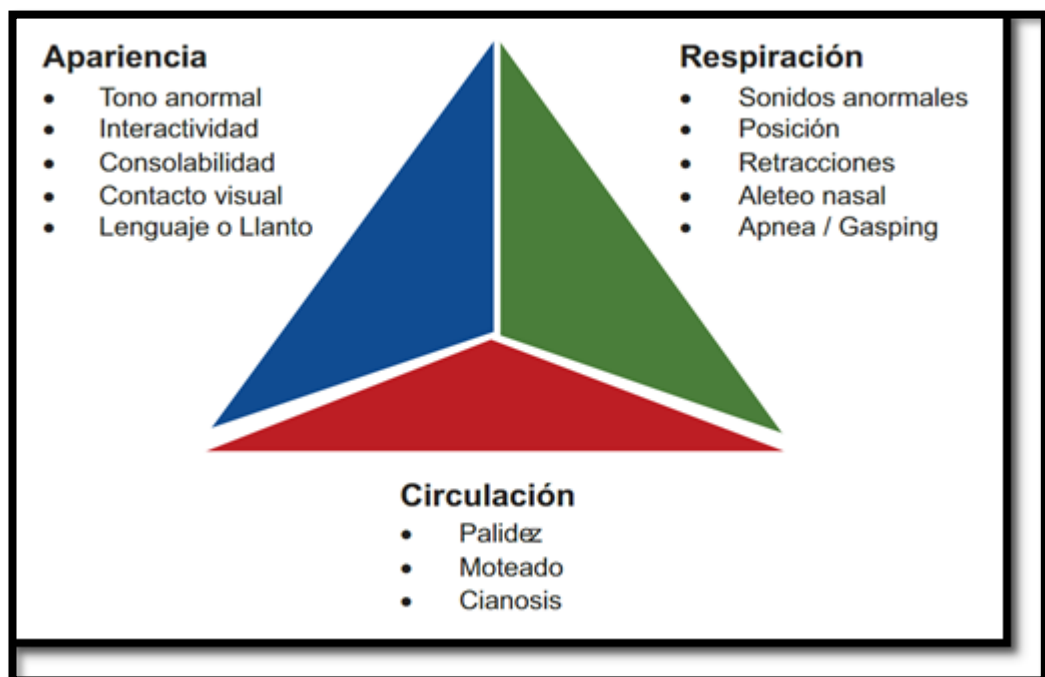 Apariencia
• Tono anormal
• Interactividad
• Consolabilidad
• Contacto visual
• Lenguaje o Llanto
Respiración
• Sonidos anormales
• Posición
• Retracciones
• Aleteo nasal
• Apnea / Gasping
Circulación
• Palidez
• Moteado
• Cianosis